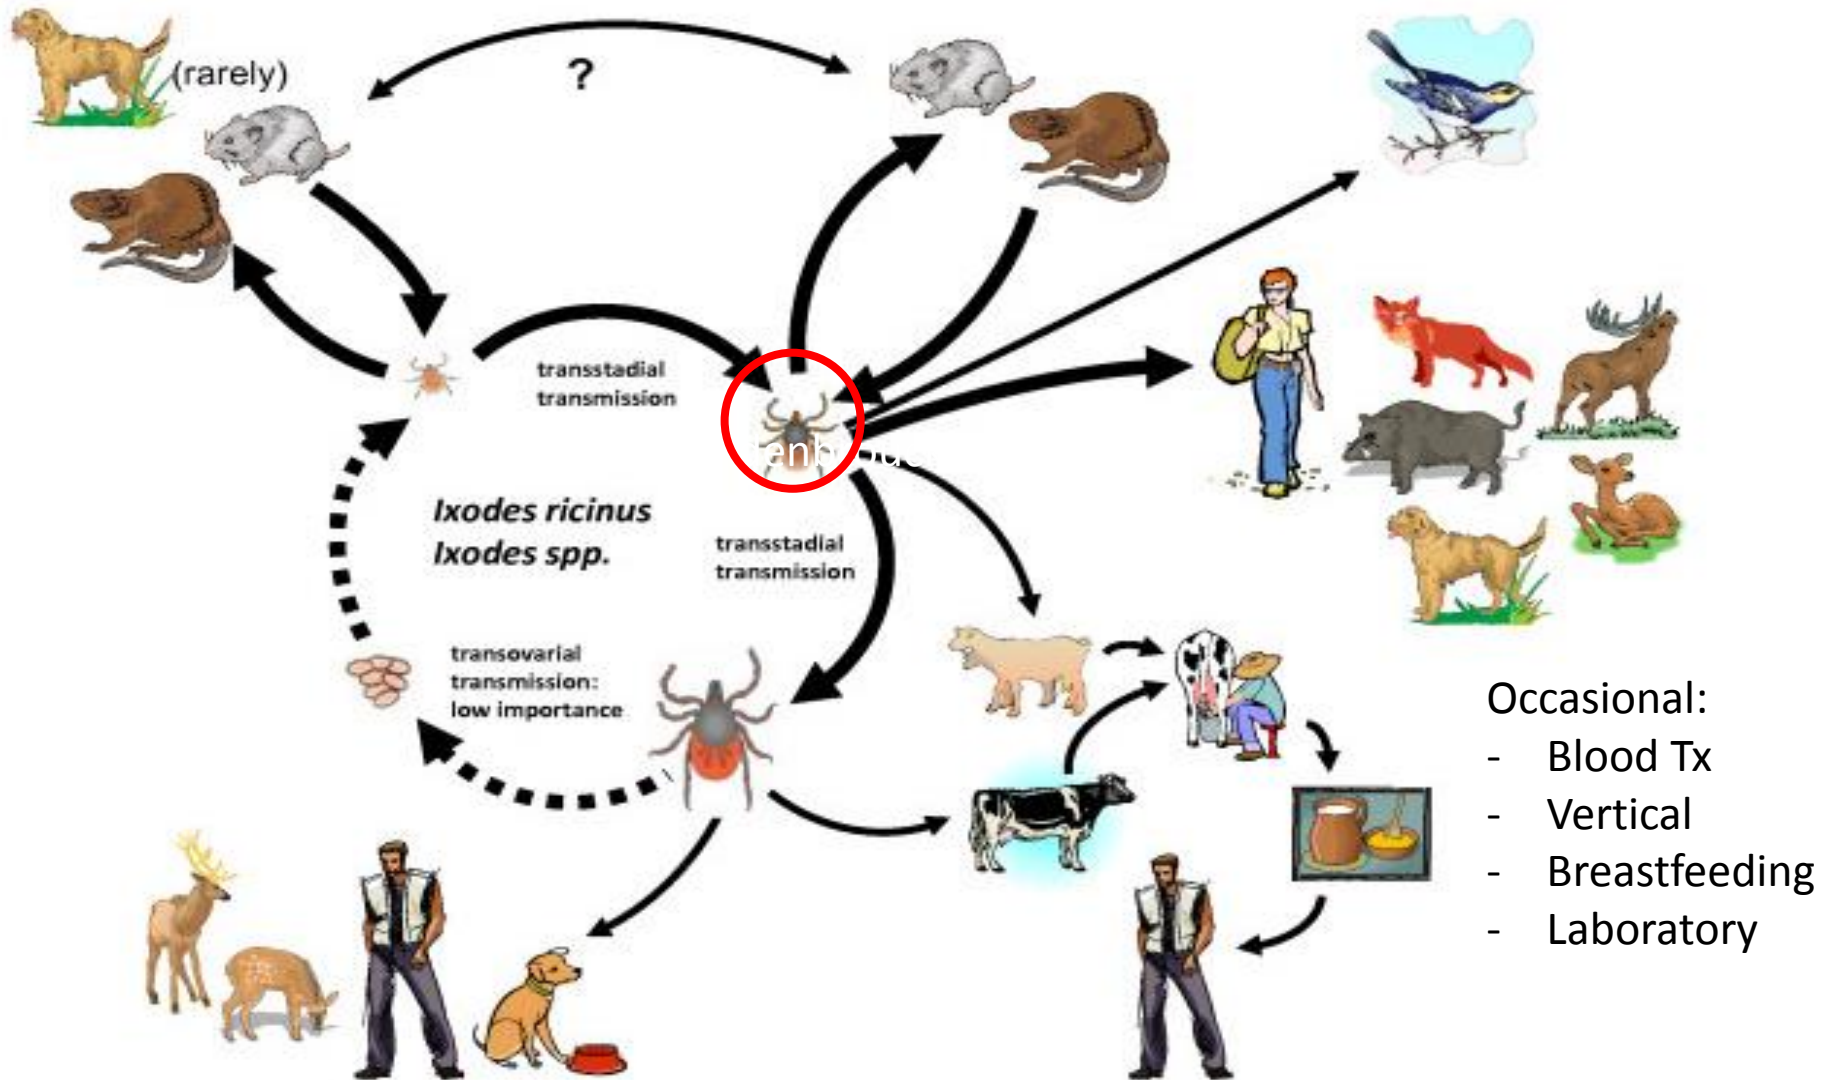 (rarely)
?
transstadial
transmission
Ixodes ricinus
Ixodes spp.
transstadial
transmission
transovarial
transmission:
low importance
Occasional:
- Blood Tx
- Vertical
- Breastfeeding
- Laboratory